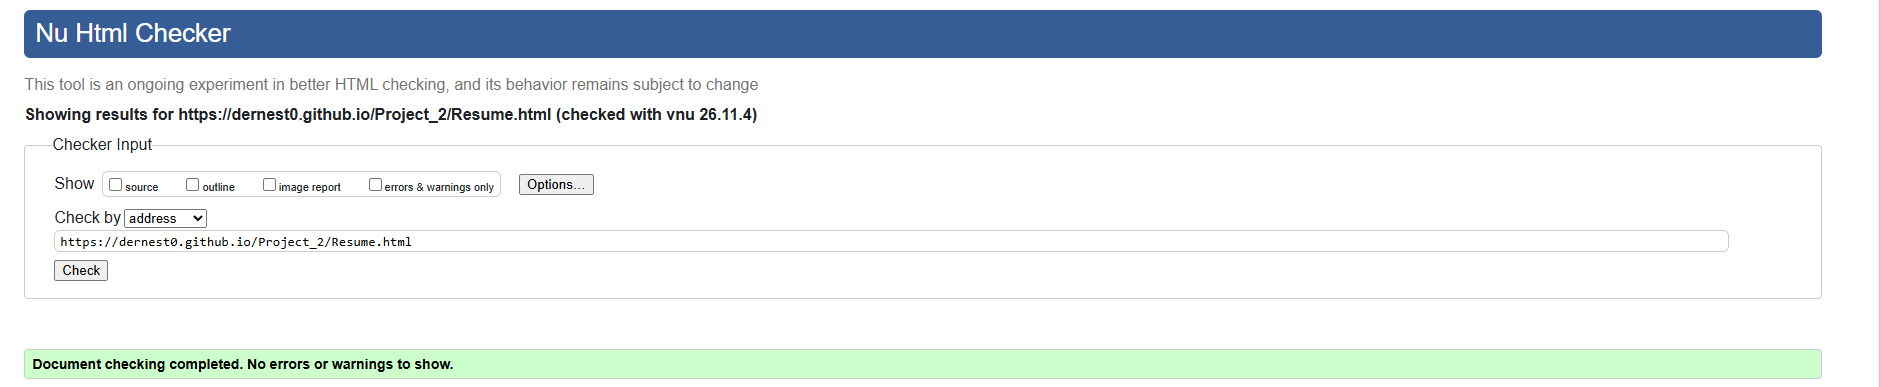 Nu Html Checker
This tool is an ongoing experiment in better HTML checking, and its behavior remains subject to change
Showing results for https://dernest0.github.io/Project_2/Resume.html (checked with vnu 26.11.4)
Checker Input
Show source outline image report errors & warnings only Options...
Check by address
https://dernest0.github.io/Project_2/Resume.html
Check
Document checking completed. No errors or warnings to show.